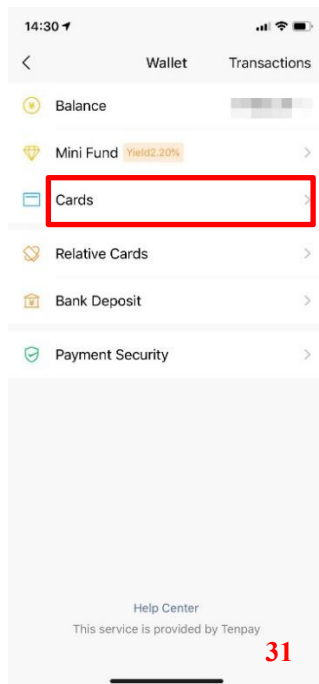 14:30
Wallet Transactions
Balance
Mini Fund Yield2.20%
Cards
Relative Cards
Bank Deposit
Payment Security
Help Center
This service is provided by Tenpay
31